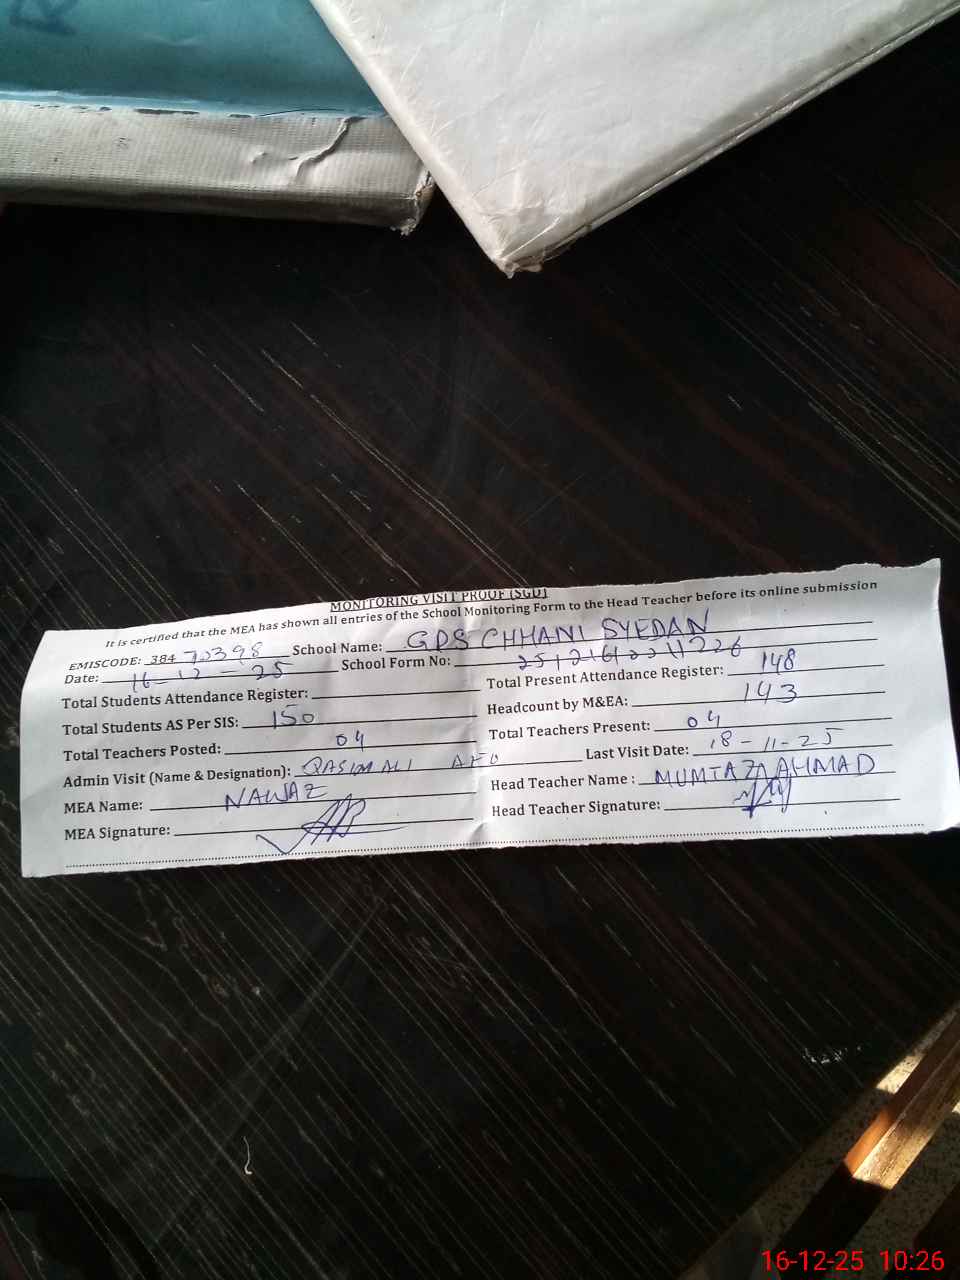 MONITORING VISIT PROOF (SGD)
It is certified that the MEA has shown all entries of the School Monitoring Form to the Head Teacher before its online submission
EMISCODE: 384 70398 School Name: GPS CHHANI SYEDAN
Date: 16-12-25 School Form No:
Total Students Attendance Register: Total Present Attendance Register: 148
Total Students AS Per SIS: 150 Headcount by M&EA: 143
Total Teachers Posted: 04 Total Teachers Present: 04
Admin Visit (Name & Designation): QASIM ALI AEO Last Visit Date: 18-11-25
MEA Name: NAWAZ Head Teacher Name : MUMTAZ AHMAD
MEA Signature: Head Teacher Signature:
16-12-25 10:26